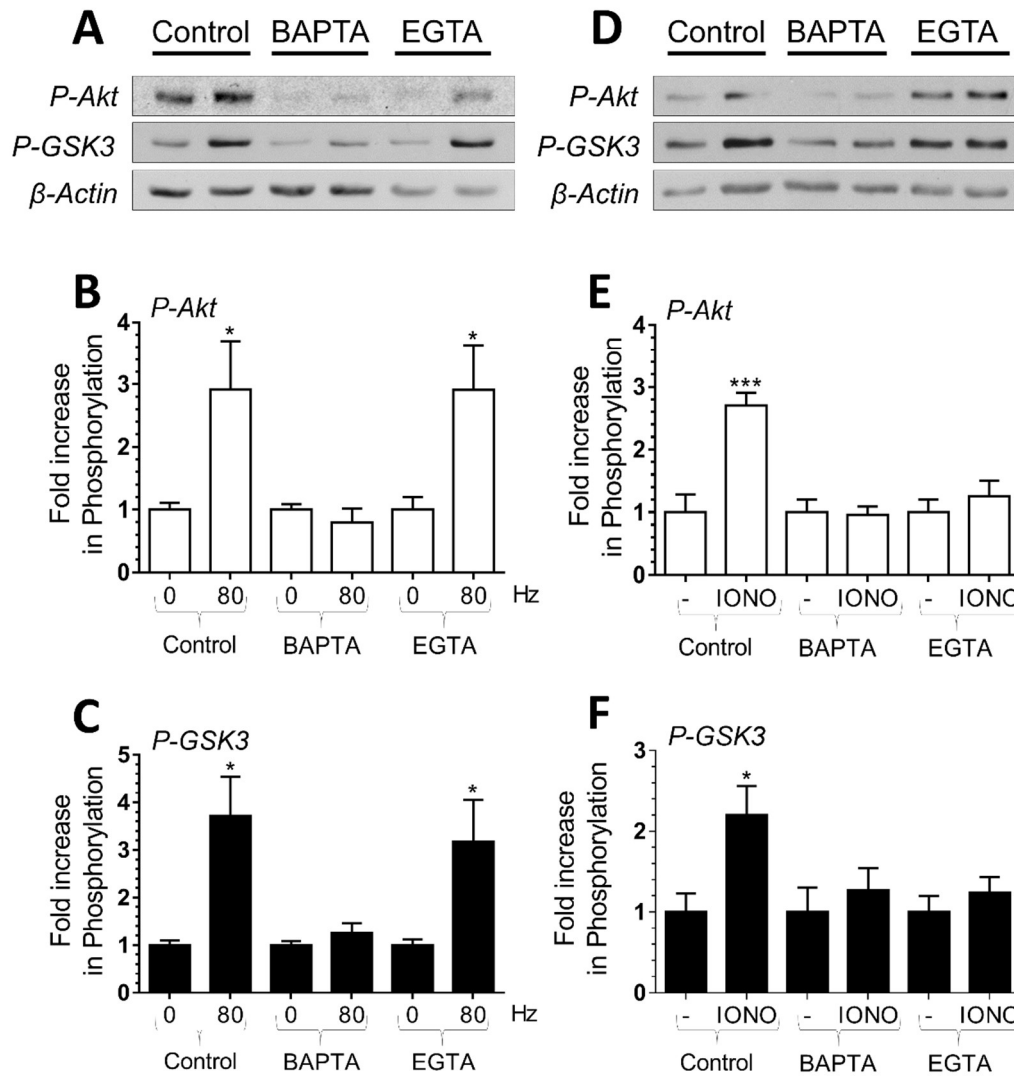 A
Control BAPTA EGTA
P-Akt
P-GSK3
β-Actin
D
Control BAPTA EGTA
P-Akt
P-GSK3
β-Actin
B
P-Akt
Fold increase
in Phosphorylation
4
3
2
1
0
* *
0 80 0 80 0 80 Hz
Control BAPTA EGTA
E
P-Akt
Fold increase
in Phosphorylation
4
3
2
1
0
***
- IONO - IONO - IONO
Control BAPTA EGTA
C
P-GSK3
Fold increase
in Phosphorylation
5
4
3
2
1
0
* *
0 80 0 80 0 80 Hz
Control BAPTA EGTA
F
P-GSK3
Fold increase
in Phosphorylation
3
2
1
0
*
- IONO - IONO - IONO
Control BAPTA EGTA